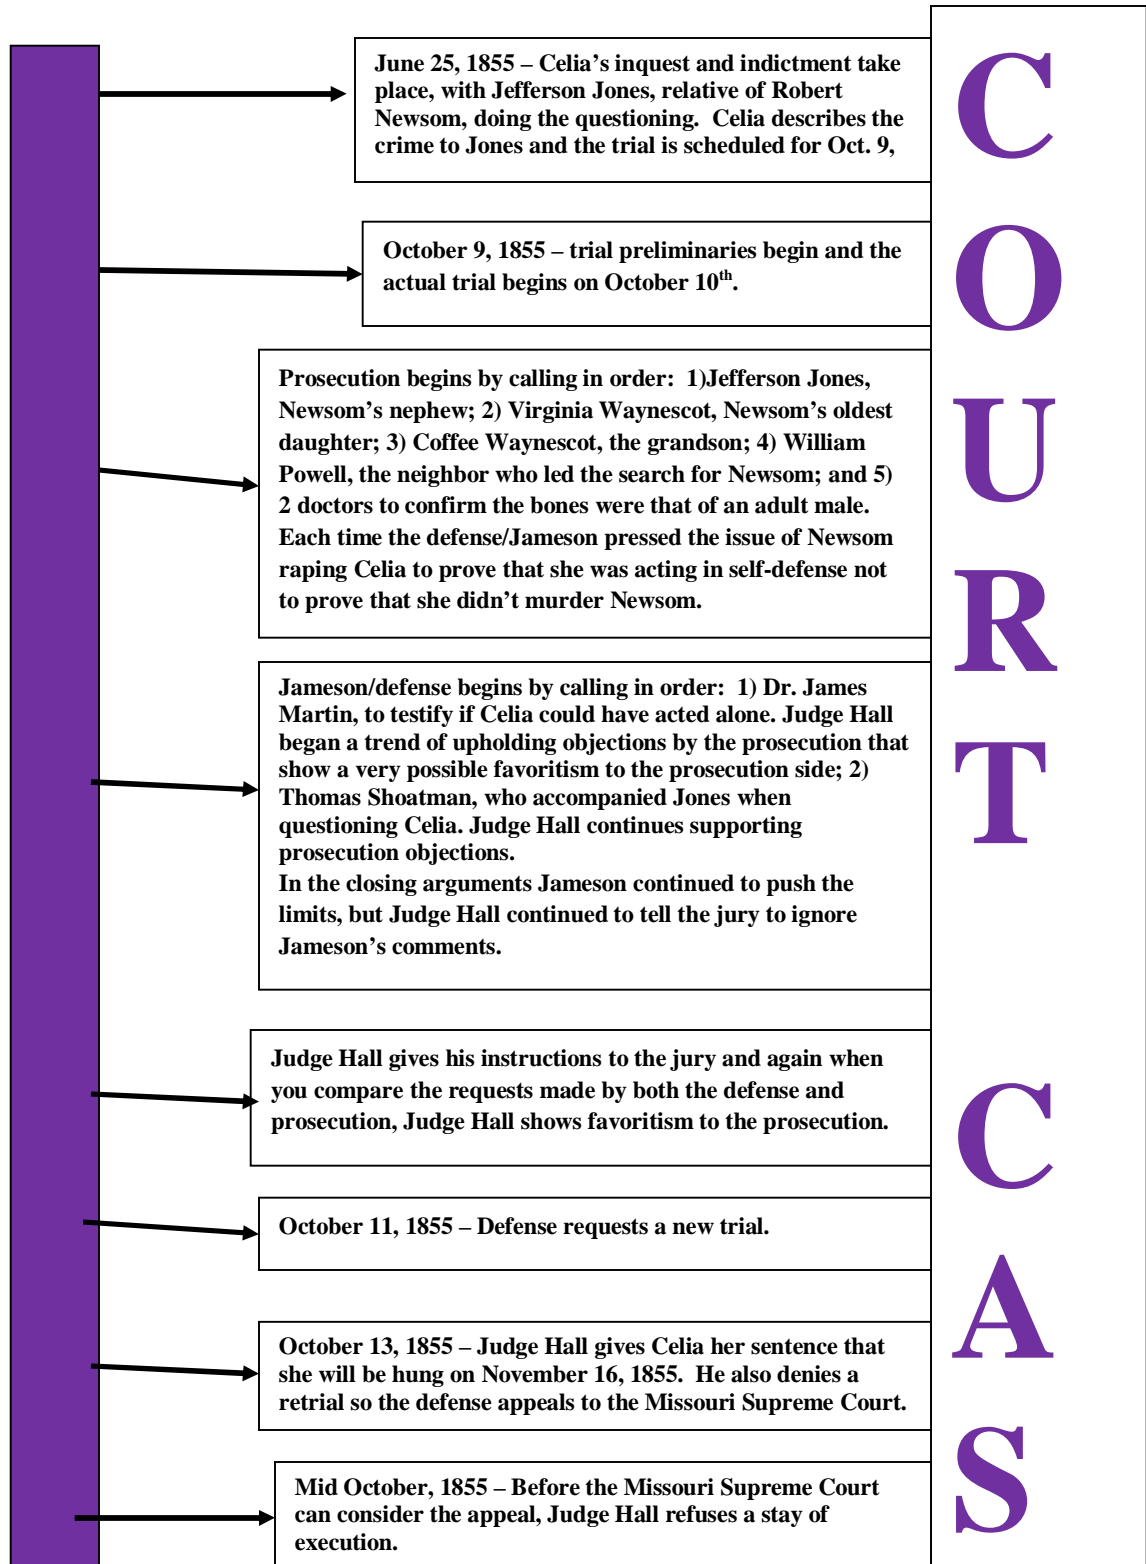 June 25, 1855 – Celia's inquest and indictment take
place, with Jefferson Jones, relative of Robert
Newsom, doing the questioning.  Celia describes the
crime to Jones and the trial is scheduled for Oct. 9,
October 9, 1855 – trial preliminaries begin and the
actual trial begins on October 10th.
Prosecution begins by calling in order:  1)Jefferson Jones,
Newsom's nephew; 2) Virginia Waynescot, Newsom's oldest
daughter; 3) Coffee Waynescot, the grandson; 4) William
Powell, the neighbor who led the search for Newsom; and 5)
2 doctors to confirm the bones were that of an adult male.
Each time the defense/Jameson pressed the issue of Newsom
raping Celia to prove that she was acting in self-defense not
to prove that she didn't murder Newsom.
Jameson/defense begins by calling in order:  1) Dr. James
Martin, to testify if Celia could have acted alone. Judge Hall
began a trend of upholding objections by the prosecution that
show a very possible favoritism to the prosecution side; 2)
Thomas Shoatman, who accompanied Jones when
questioning Celia. Judge Hall continues supporting
prosecution objections.
In the closing arguments Jameson continued to push the
limits, but Judge Hall continued to tell the jury to ignore
Jameson's comments.
Judge Hall gives his instructions to the jury and again when
you compare the requests made by both the defense and
prosecution, Judge Hall shows favoritism to the prosecution.
October 11, 1855 – Defense requests a new trial.
October 13, 1855 – Judge Hall gives Celia her sentence that
she will be hung on November 16, 1855.  He also denies a
retrial so the defense appeals to the Missouri Supreme Court.
Mid October, 1855 – Before the Missouri Supreme Court
can consider the appeal, Judge Hall refuses a stay of
execution.
C
O
U
R
T
C
A
S